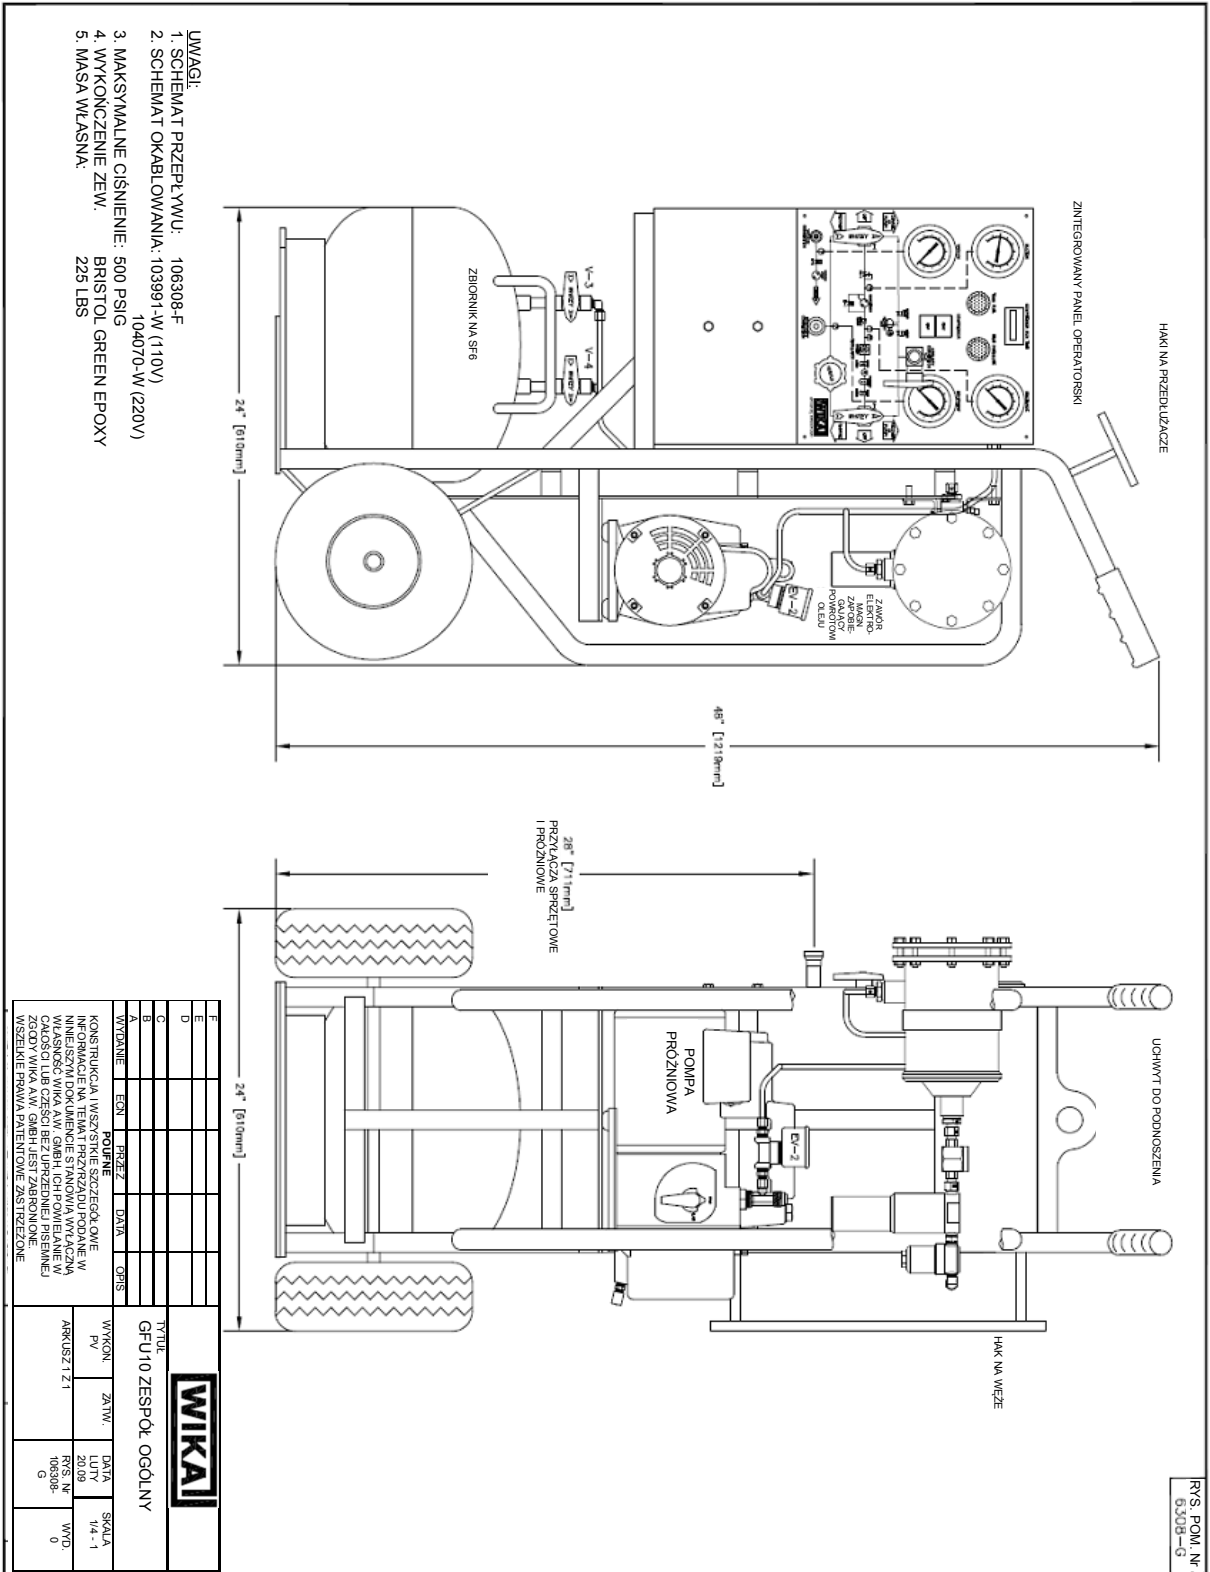 RYS. POM. Nr
6308-G
HAKI NA PRZEDŁUŻACZE
ZINTEGROWANY PANEL OPERATORSKI
WIKA
ZAWÓR
ELEKTRO-
MAGN
ZAPOBIE-
GAJĄCY
POWROTOWI
OLEJU
EV-2
V-3
V-4
ZBIORNIK NA SF6
24" [610mm]
48" [1219mm]
UCHWYT DO PODNOSZENIA
HAK NA WĘŻE
POMPA
PRÓŻNIOWA
EV-2
28" [711mm]
PRZYŁĄCZA SPRZĘTOWE
I PRÓŻNIOWE
24" [610mm]
UWAGI:
1. SCHEMAT PRZEPŁYWU: 106308-F
2. SCHEMAT OKABLOWANIA: 103991-W (110V)
104070-W (220V)
3. MAKSYMALNE CIŚNIENIE: 500 PSIG
4. WYKOŃCZENIE ZEW. BRISTOL GREEN EPOXY
5. MASA WŁASNA: 225 LBS
F
E
D
C
B
A
WYDANIE ECN PRZEZ DATA OPIS
POUFNE
KONSTRUKCJA I WSZYSTKIE SZCZEGÓŁOWE
INFORMACJE NA TEMAT PRZYRZĄDU PODANE W
NINIEJSZYM DOKUMENCIE STANOWIĄ WYŁĄCZNĄ
WŁASNOŚĆ WIKA A.W. GMBH. ICH POWIELANIE W
CAŁOŚCI LUB CZĘŚCI BEZ UPRZEDNIEJ PISEMNEJ
ZGODY WIKA A.W. GMBH JEST ZABRONIONE.
WSZELKIE PRAWA PATENTOWE ZASTRZEŻONE
WIKA
TYTUŁ
GFU10 ZESPÓŁ OGÓLNY
WYKON.
PV
ZATW.
DATA
LUTY
20.09
SKALA
1/4 - 1
ARKUSZ 1 Z 1
RYS. Nr
106308-
G
WYD.
0